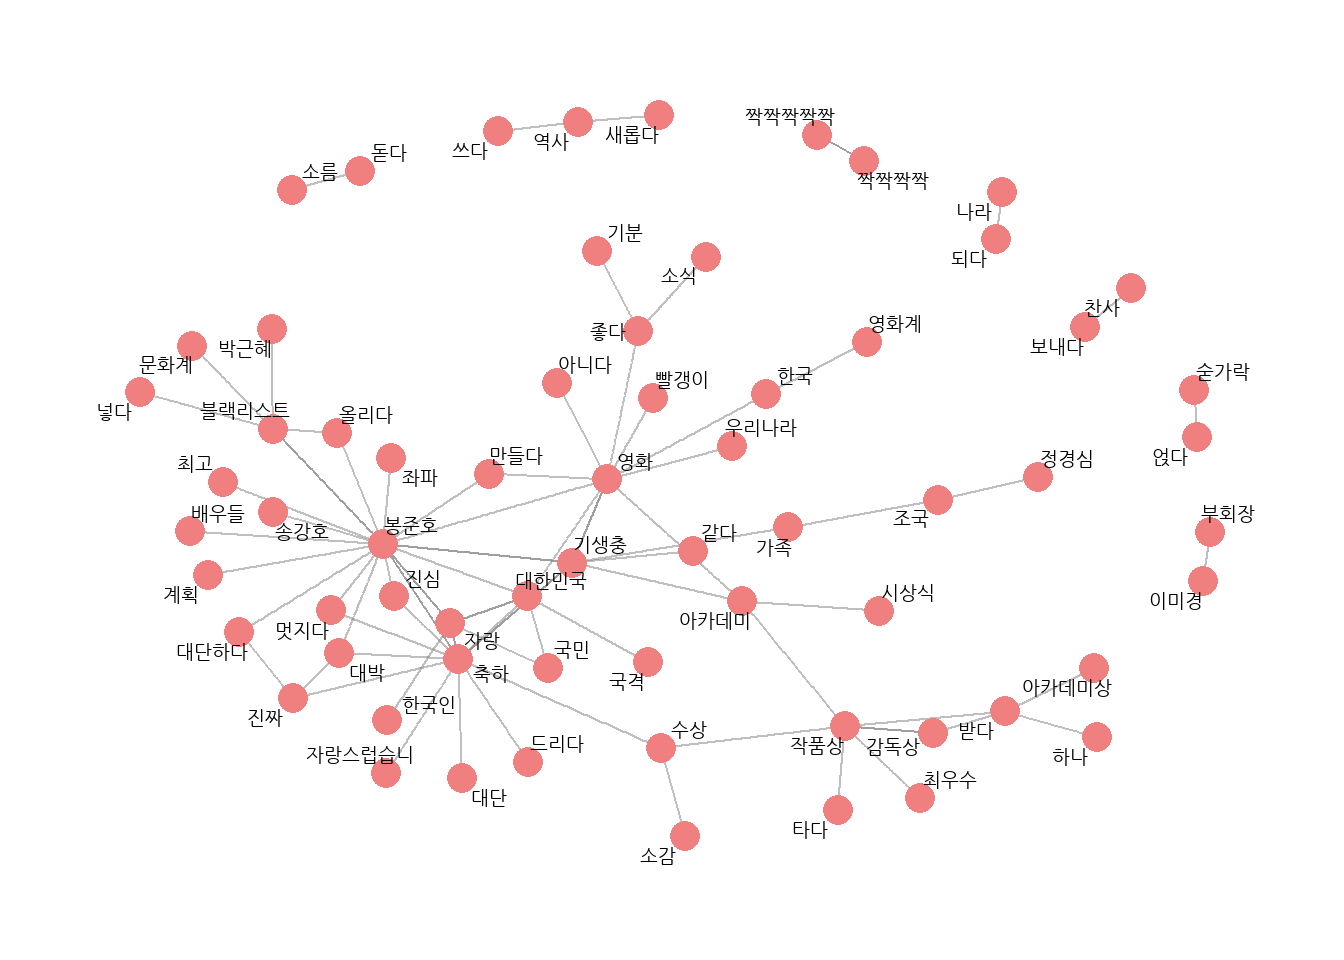 짝짝짝짝짝
새롭다
역사
쓰다
돋다
소름
짝짝짝짝
나라
되다
기분
소식
찬사
보내다
영화계
좋다
박근혜
문화계
아니다
한국
빨갱이
숟가락
넣다
블랙리스트
올리다
우리나라
얹다
만들다
영화
정경심
최고
좌파
배우들
송강호
봉준호
조국
부회장
같다
기생충
가족
계획
진심
대한민국
시상식
이미경
아카데미
멋지다
대단하다
자랑
국민
대박
축하
국격
아카데미상
진짜
한국인
수상
받다
작품상
감독상
하나
자랑스럽습니
드리다
최우수
대단
타다
소감